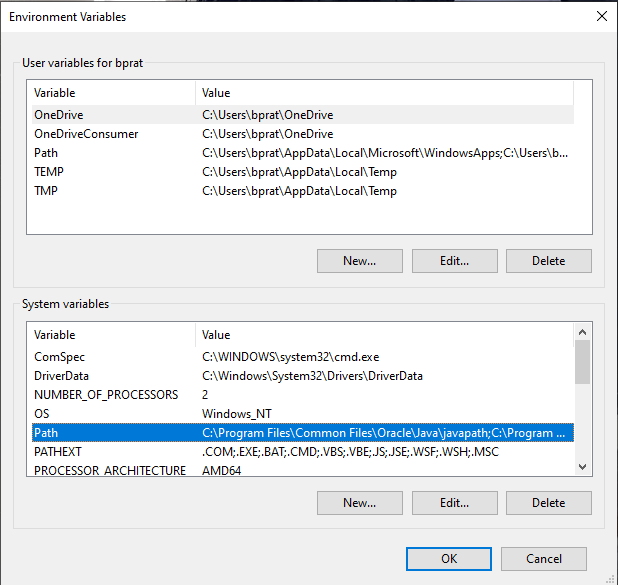 Environment Variables
User variables for bprat
Variable Value
OneDrive C:\Users\bprat\OneDrive
OneDriveConsumer C:\Users\bprat\OneDrive
Path C:\Users\bprat\AppData\Local\Microsoft\WindowsApps;C:\Users\b...
TEMP C:\Users\bprat\AppData\Local\Temp
TMP C:\Users\bprat\AppData\Local\Temp
New... Edit... Delete
System variables
Variable Value
ComSpec C:\WINDOWS\system32\cmd.exe
DriverData C:\Windows\System32\Drivers\DriverData
NUMBER_OF_PROCESSORS 2
OS Windows_NT
Path C:\Program Files\Common Files\Oracle\Java\javapath;C:\Program ...
PATHEXT .COM;.EXE;.BAT;.CMD;.VBS;.VBE;.JS;.JSE;.WSF;.WSH;.MSC
PROCESSOR_ARCHITECTURE AMD64
New... Edit... Delete
OK Cancel